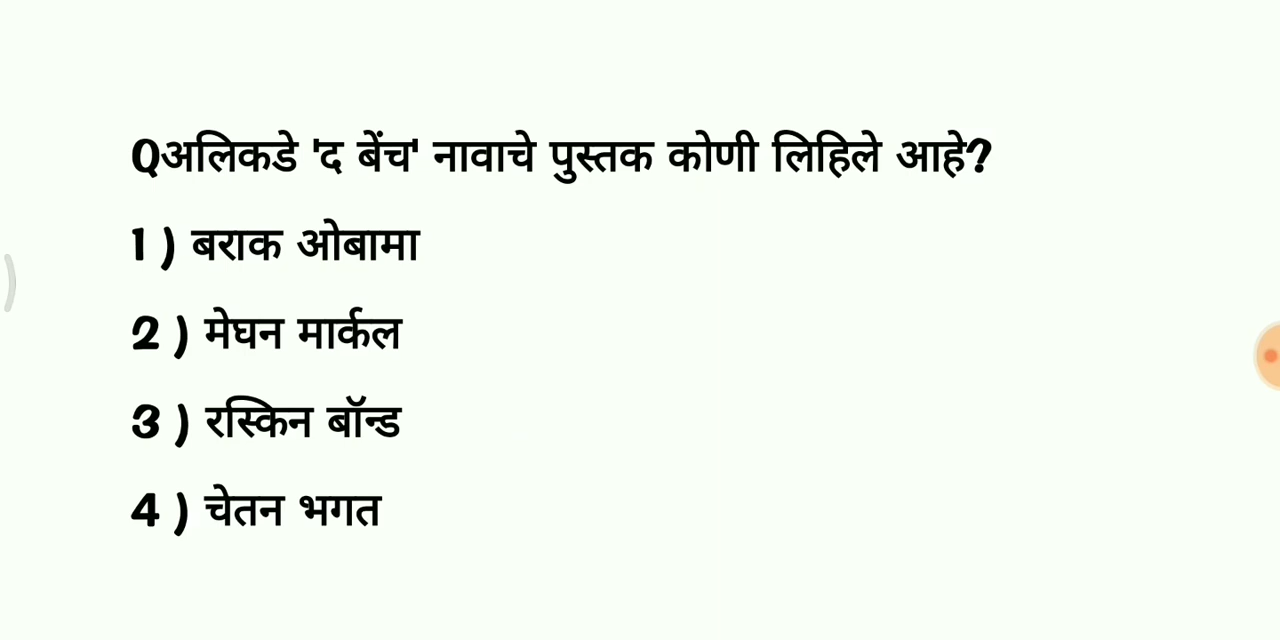 Qअलिकडे 'द बेंच' नावाचे पुस्तक कोणी लिहिले आहे?
1 ) बराक ओबामा
2 ) मेघन मार्कल
3 ) रस्किन बॉन्ड
4 ) चेतन भगत